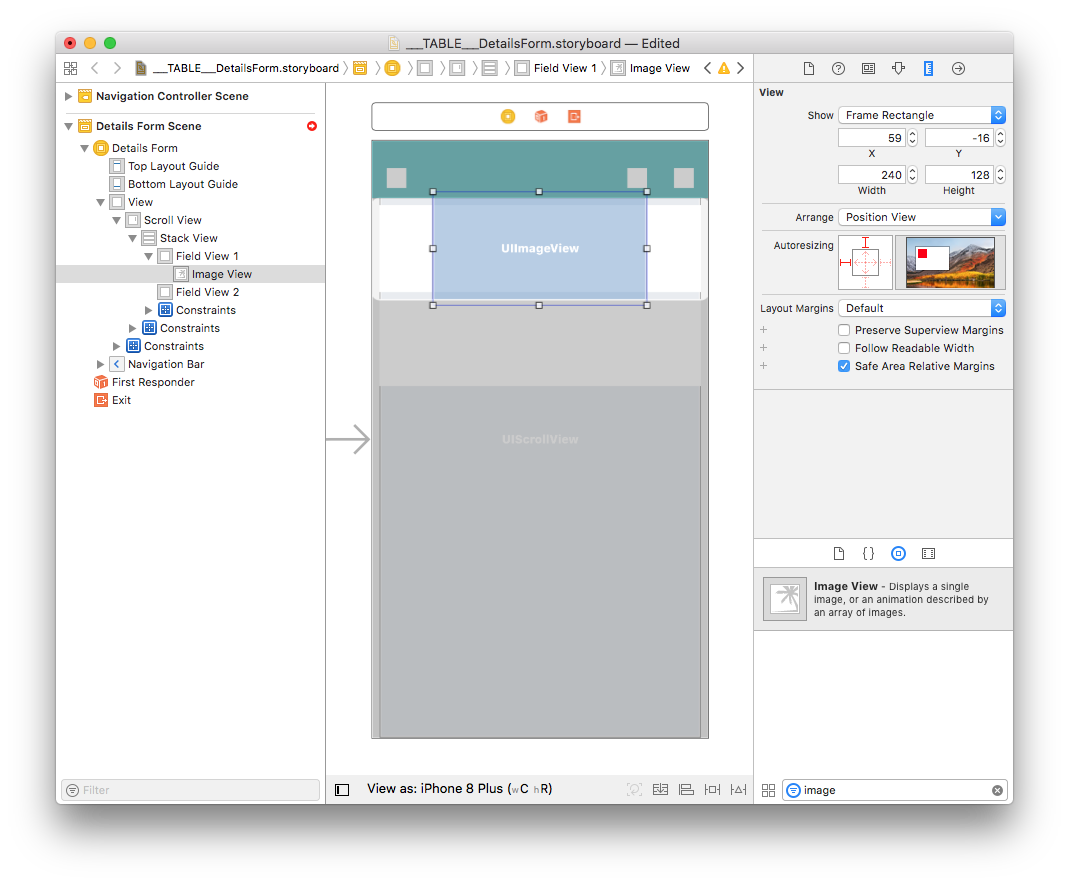 ___TABLE___DetailsForm.storyboard — Edited
___TABLE___DetailsForm.storyboard
Field View 1
Image View
Navigation Controller Scene
Details Form Scene
Details Form
Top Layout Guide
Bottom Layout Guide
View
Scroll View
Stack View
Field View 1
Image View
Field View 2
Constraints
Constraints
Constraints
Navigation Bar
First Responder
Exit
Filter
UIImageView
UIScrollView
View as: iPhone 8 Plus (wC hR)
View
Show Frame Rectangle
59 -16
X Y
240 128
Width Height
Arrange Position View
Autoresizing
Layout Margins Default
Preserve Superview Margins
Follow Readable Width
Safe Area Relative Margins
Image View - Displays a single
image, or an animation described by
an array of images.
image